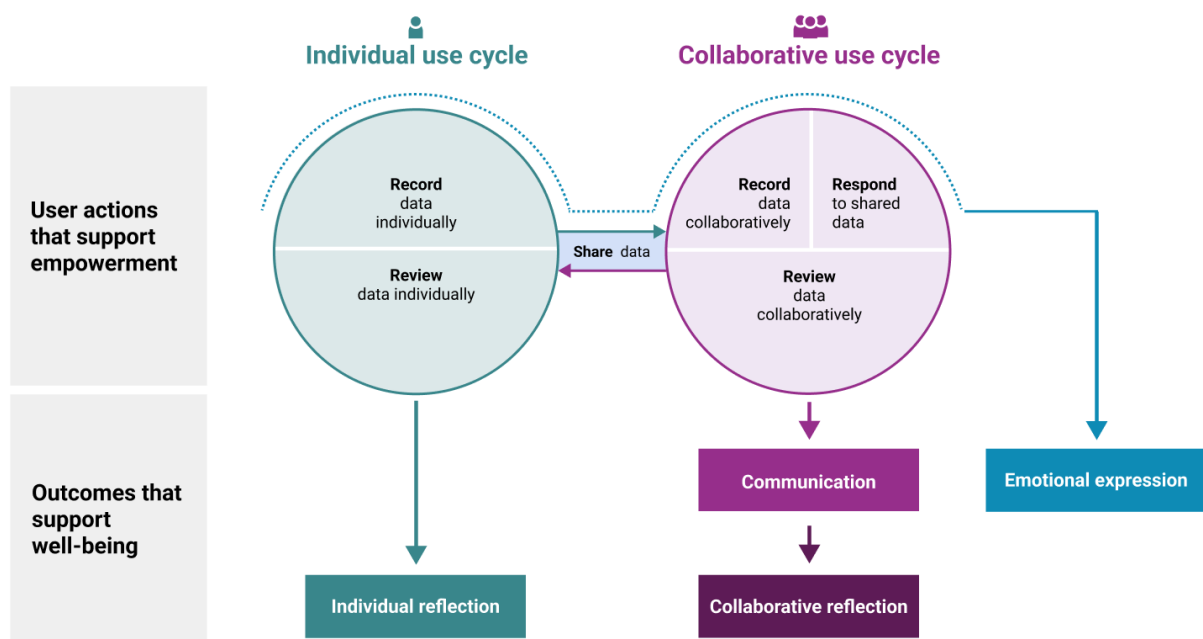 Individual use cycle
Collaborative use cycle
User actions
that support
empowerment
Record
data
individually
Review
data individually
Share data
Record
data
collaboratively
Respond
to shared
data
Review
data
collaboratively
Outcomes that
support
well-being
Communication
Emotional expression
Individual reflection
Collaborative reflection